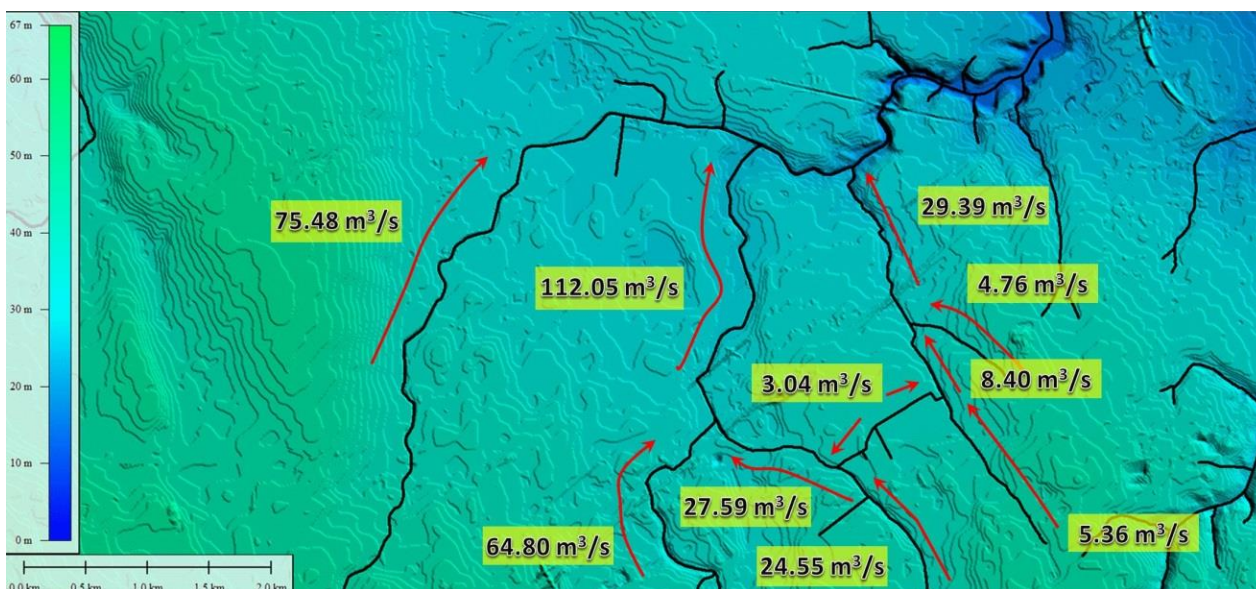 67 m
60 m
50 m
40 m
30 m
20 m
10 m
0 m
75.48 m³/s
112.05 m³/s
29.39 m³/s
4.76 m³/s
3.04 m³/s
8.40 m³/s
27.59 m³/s
64.80 m³/s
24.55 m³/s
5.36 m³/s
0.0 km 0.5 km 1.0 km 1.5 km 2.0 km